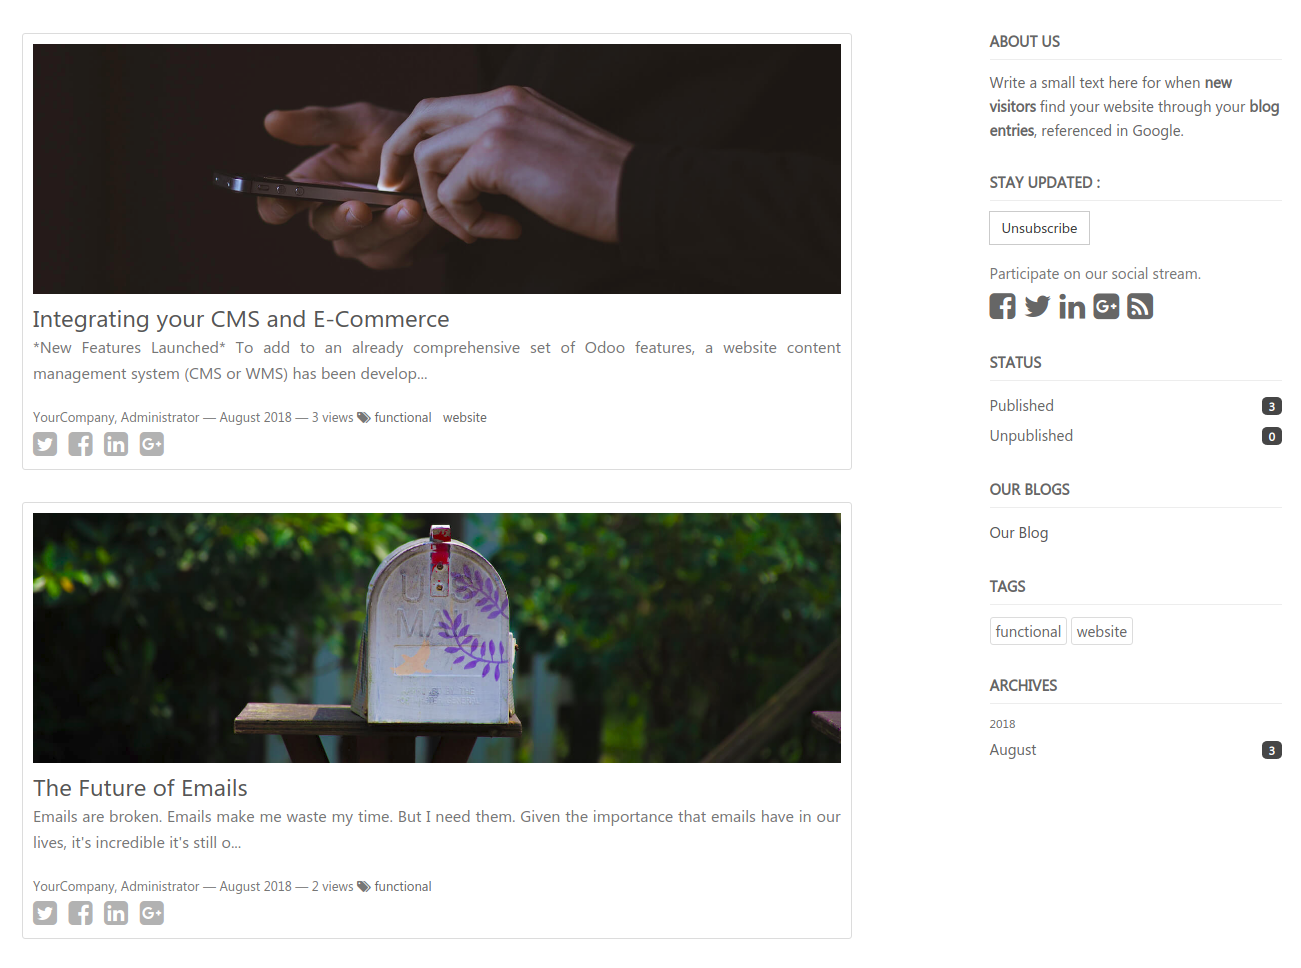 Integrating your CMS and E-Commerce
*New Features Launched* To add to an already comprehensive set of Odoo features, a website content
management system (CMS or WMS) has been develop...
YourCompany, Administrator — August 2018 — 3 views functional website
MAIL
The Future of Emails
Emails are broken. Emails make me waste my time. But I need them. Given the importance that emails have in our
lives, it's incredible it's still o...
YourCompany, Administrator — August 2018 — 2 views functional
ABOUT US
Write a small text here for when new
visitors find your website through your blog
entries, referenced in Google.
STAY UPDATED :
Unsubscribe
Participate on our social stream.
STATUS
Published 3
Unpublished 0
OUR BLOGS
Our Blog
TAGS
functional website
ARCHIVES
2018
August 3